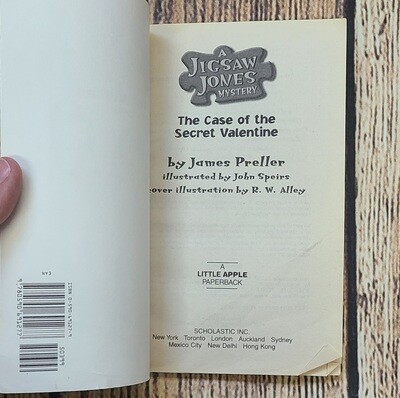 A
JIGSAW
JONES
MYSTERY
The Case of the
Secret Valentine
by James Preller
illustrated by John Speirs
cover illustration by R. W. Alley
A
LITTLE APPLE
PAPERBACK
SCHOLASTIC INC.
New York Toronto London Auckland Sydney
Mexico City New Delhi Hong Kong
EAN